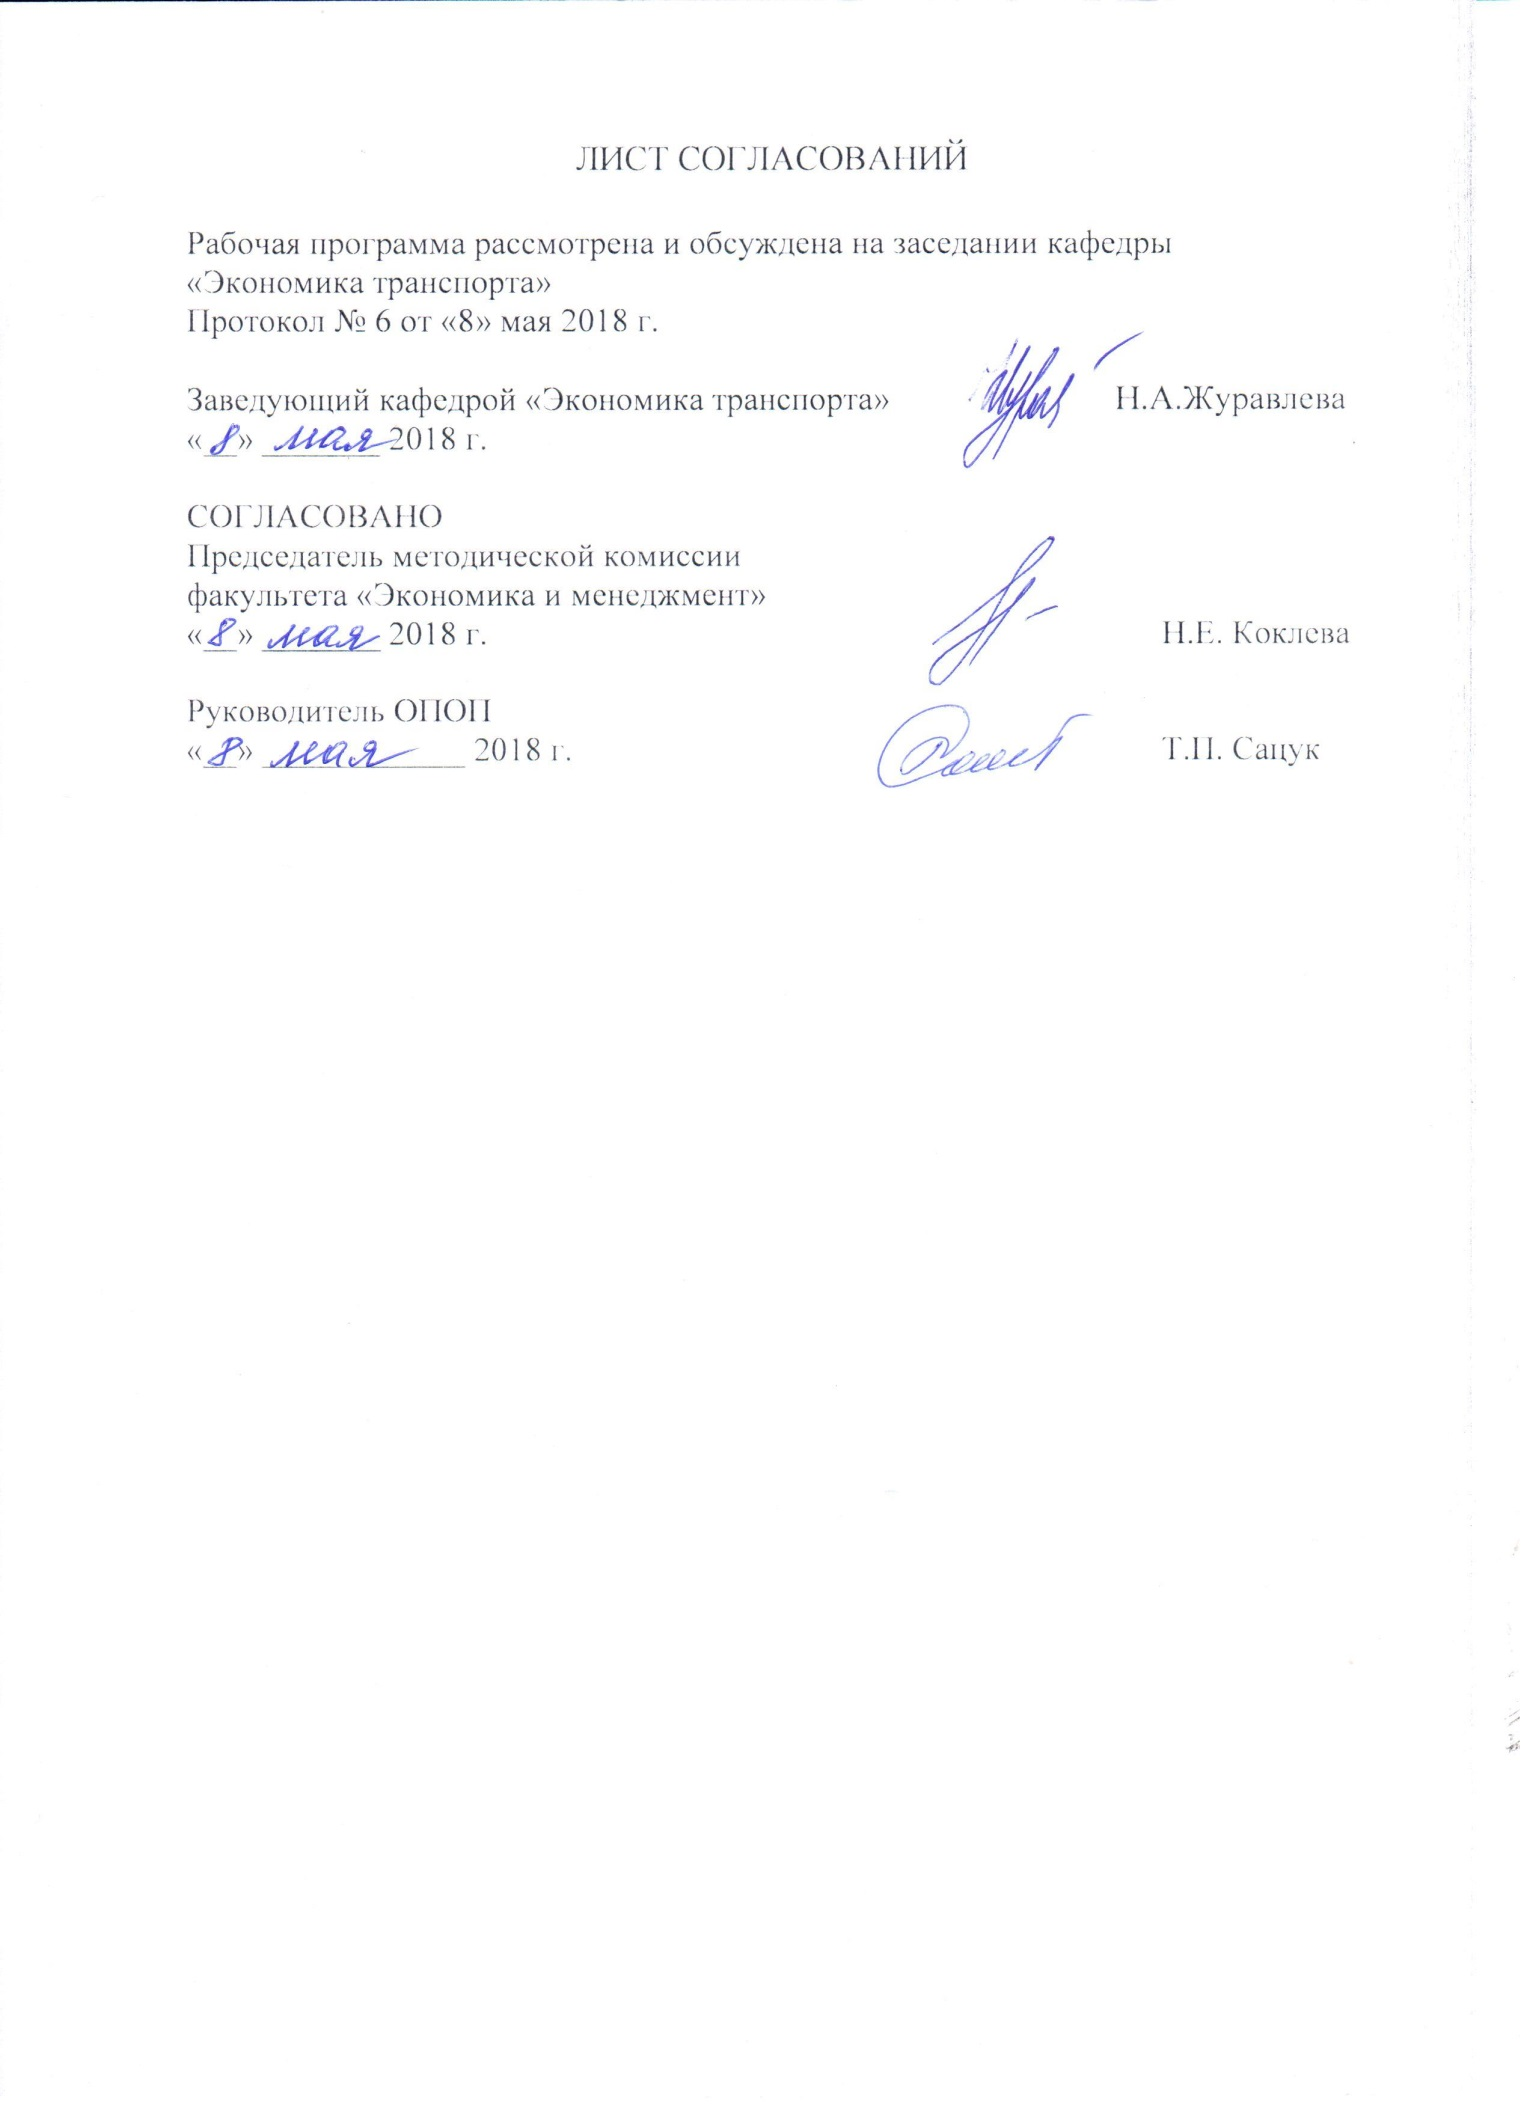 ЛИСТ СОГЛАСОВАНИЙ
Рабочая программа рассмотрена и обсуждена на заседании кафедры
«Экономика транспорта»
Протокол № 6 от «8» мая 2018 г.
Заведующий кафедрой «Экономика транспорта» Н.А.Журавлева
«8» мая 2018 г.
СОГЛАСОВАНО
Председатель методической комиссии
факультета «Экономика и менеджмент»
«8» мая 2018 г. Н.Е. Коклева
Руководитель ОПОП
«8» мая 2018 г. Т.П. Сацук